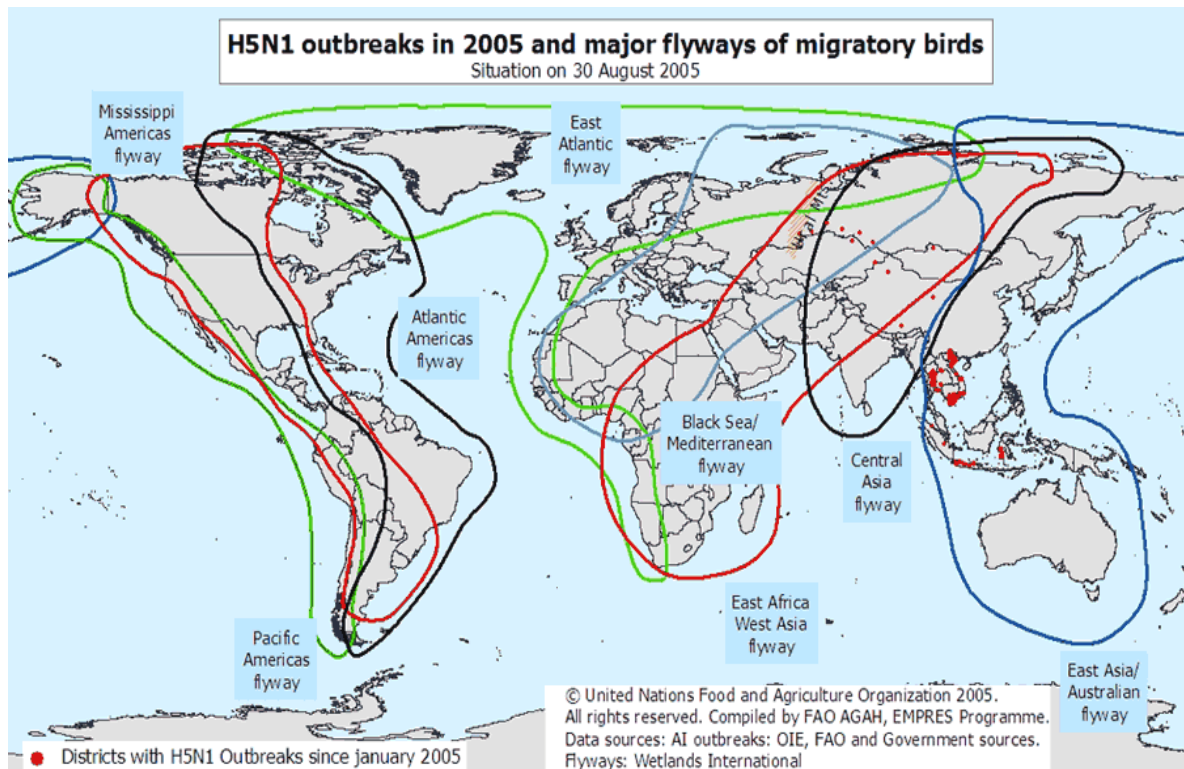 H5N1 outbreaks in 2005 and major flyways of migratory birds
Situation on 30 August 2005
Mississippi
Americas
flyway
East
Atlantic
flyway
Atlantic
Americas
flyway
Black Sea/
Mediterranean
flyway
Central
Asia
flyway
East Africa
West Asia
flyway
Pacific
Americas
flyway
East Asia/
Australian
flyway
© United Nations Food and Agriculture Organization 2005.
All rights reserved. Compiled by FAO AGAH, EMPRES Programme.
Data sources: AI outbreaks: OIE, FAO and Government sources.
Flyways: Wetlands International
Districts with H5N1 Outbreaks since january 2005